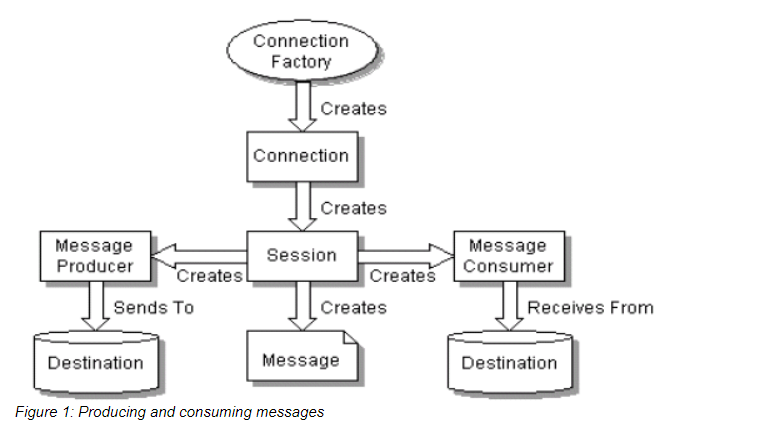 Connection
Factory
Creates
Connection
Creates
Message
Producer
Creates
Session
Creates
Message
Consumer
Sends To
Creates
Receives From
Destination
Message
Destination
Figure 1: Producing and consuming messages